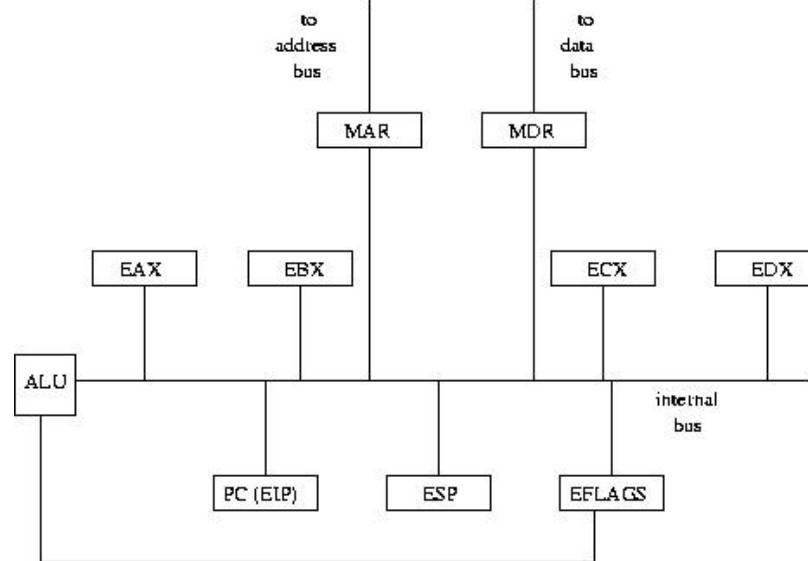 to
address
bus
to
data
bus
MAR
MDR
EAX
EBX
ECX
EDX
ALU
internal
bus
PC (EIP)
ESP
EFLAGS